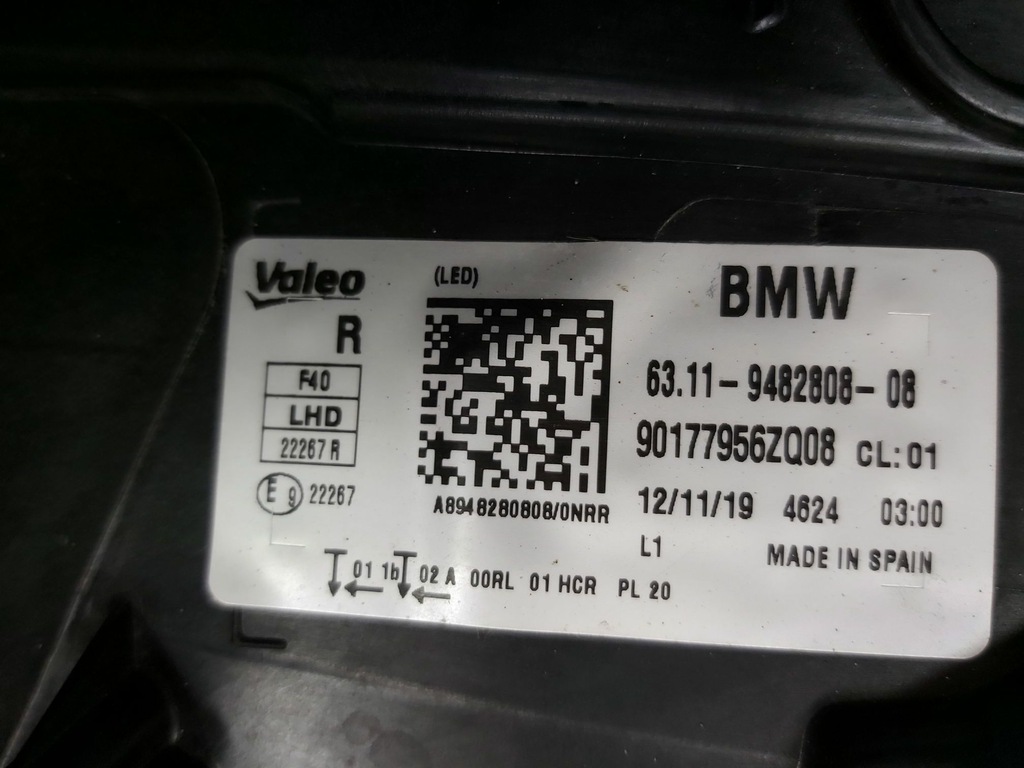 Valeo
(LED)
BMW
R
F40
LHD
22267 R
E 9 22267
A8948280808/0NRR
63.11-9482808-08
90177956ZQ08 CL:01
12/11/19 4624 03:00
L1
MADE IN SPAIN
01 1b 02 A 00RL 01 HCR PL 20